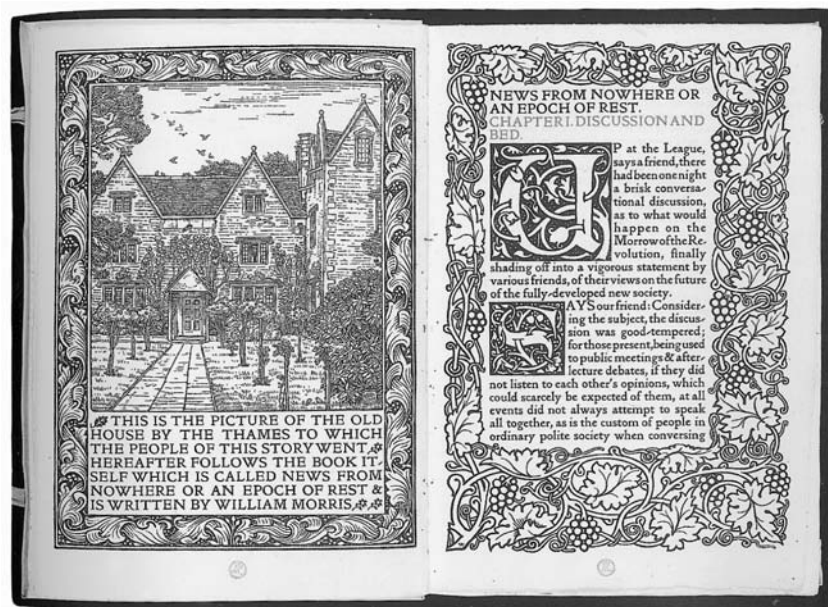 THIS IS THE PICTURE OF THE OLD
HOUSE BY THE THAMES TO WHICH
THE PEOPLE OF THIS STORY WENT
HEREAFTER FOLLOWS THE BOOK IT-
SELF WHICH IS CALLED NEWS FROM
NOWHERE OR AN EPOCH OF REST &
IS WRITTEN BY WILLIAM MORRIS
NEWS FROM NOWHERE OR
AN EPOCH OF REST.
CHAPTER I. DISCUSSION AND
BED.
UP at the League,
says a friend, there
had been one night
a brisk conversa-
tional discussion,
as to what would
happen on the
Morrow of the Re-
volution, finally
shading off into a vigorous statement by
various friends, of their views on the future
of the fully-developed new society.
SAYS our friend: Consider-
ing the subject, the discus-
sion was good-tempered;
for those present, being used
to public meetings & after-
lecture debates, if they did
not listen to each other's opinions, which
could scarcely be expected of them, at all
events did not always attempt to speak
all together, as is the custom of people in
ordinary polite society when conversing